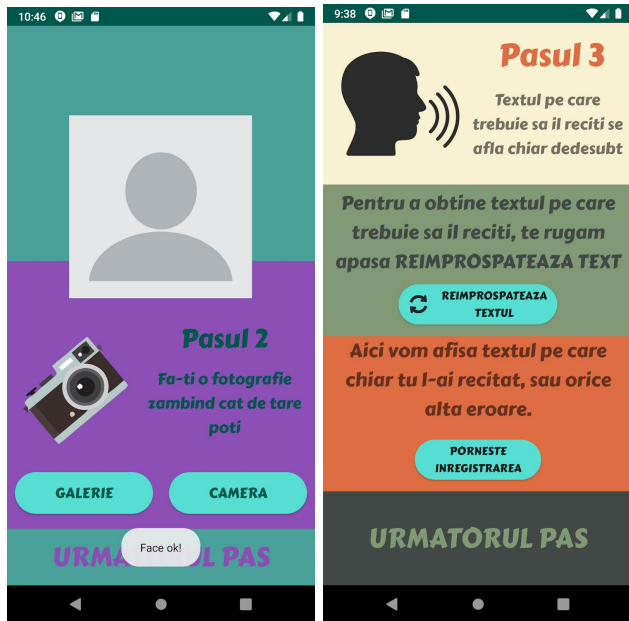 10:46
Pasul 2
Fa-ti o fotografie
zambind cat de tare
poti
GALERIE
CAMERA
Face ok!
PAS
9:38
Pasul 3
Textul pe care
trebuie sa il reciti se
afla chiar dedesubt
Pentru a obtine textul pe care
trebuie sa il reciti, te rugam
apasa REIMPROSPATEAZA TEXT
REIMPROSPATEAZA
TEXTUL
Aici vom afisa textul pe care
chiar tu l-ai recitat, sau orice
alta eroare.
PORNESTE
INREGISTRAREA
URMATORUL PAS